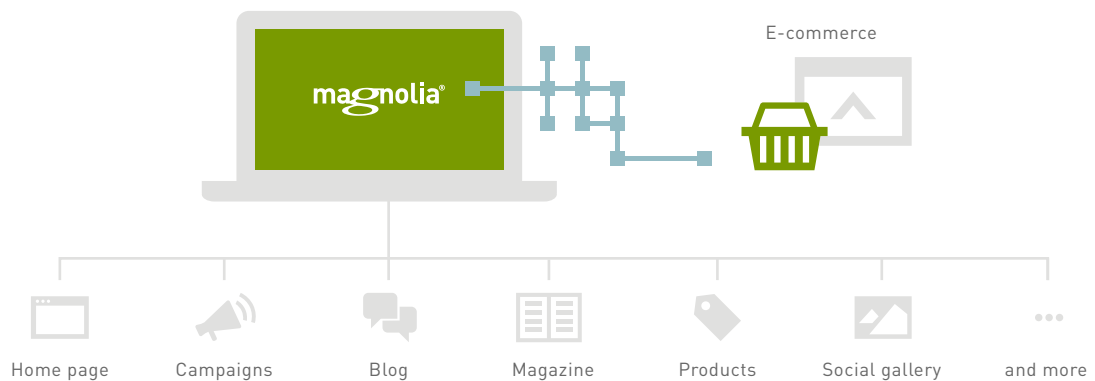 E-commerce
magnolia®
Home page
Campaigns
Blog
Magazine
Products
Social gallery
and more